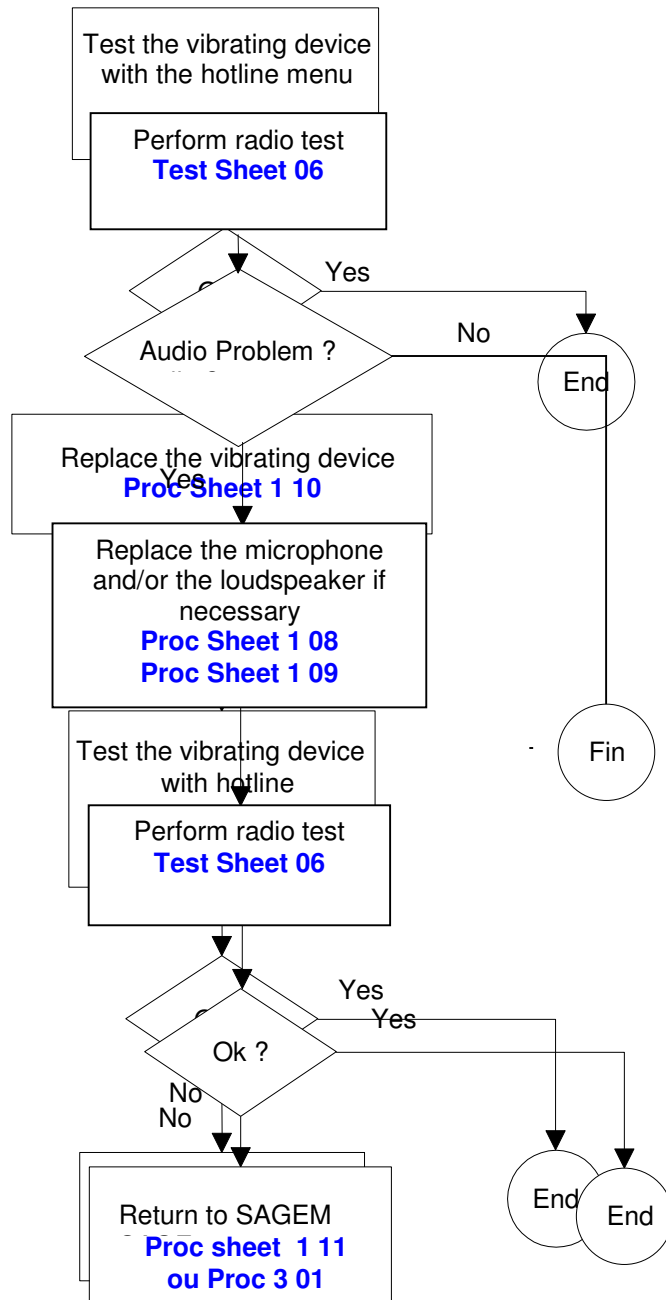 Test the vibrating device
with the hotline menu
Perform radio test
Test Sheet 06
Yes
Audio Problem ?
No
End
Replace the vibrating device
Yes
Proc Sheet 1 10
Replace the microphone
and/or the loudspeaker if
necessary
Proc Sheet 1 08
Proc Sheet 1 09
Test the vibrating device
with hotline
-
Fin
Perform radio test
Test Sheet 06
Yes
Yes
Ok ?
No
No
End
End
Return to SAGEM
Proc sheet 1 11
ou Proc 3 01